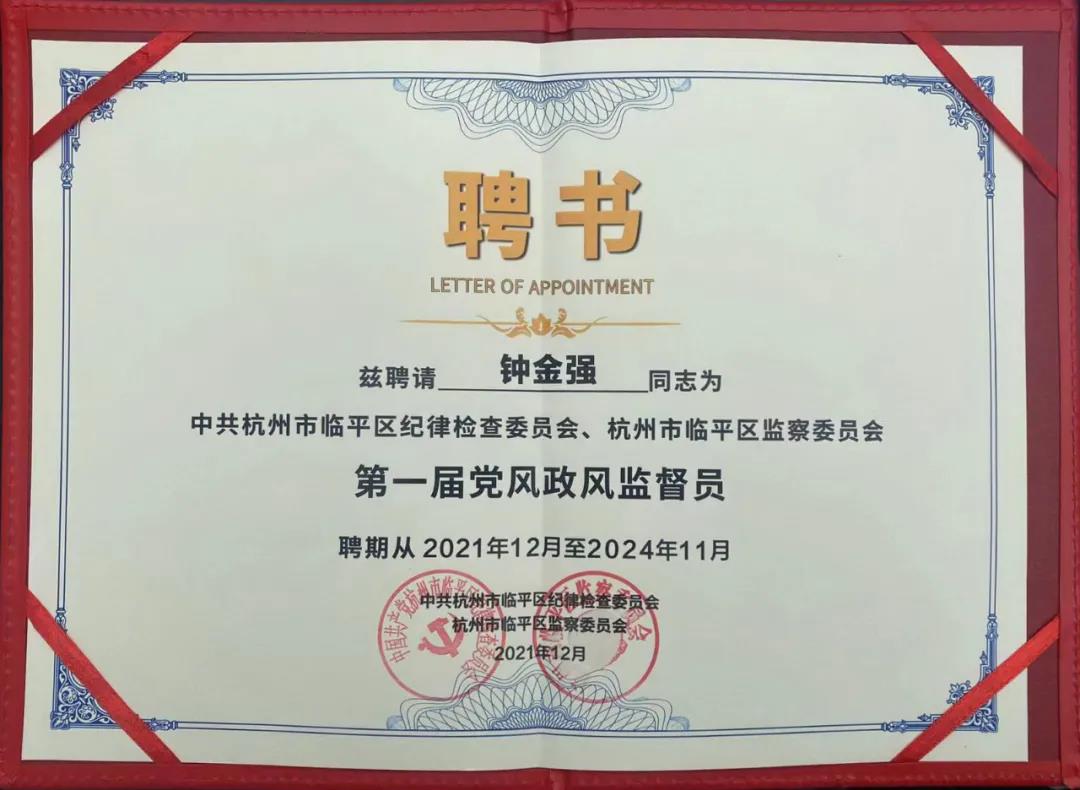 聘书
LETTER OF APPOINTMENT
兹聘请 钟金强 同志为
中共杭州市临平区纪律检查委员会、杭州市临平区监察委员会
第一届党风政风监督员
聘期从 2021年12月至2024年11月
中共杭州市临平区纪律检查委员会
杭州市临平区监察委员会
2021年12月